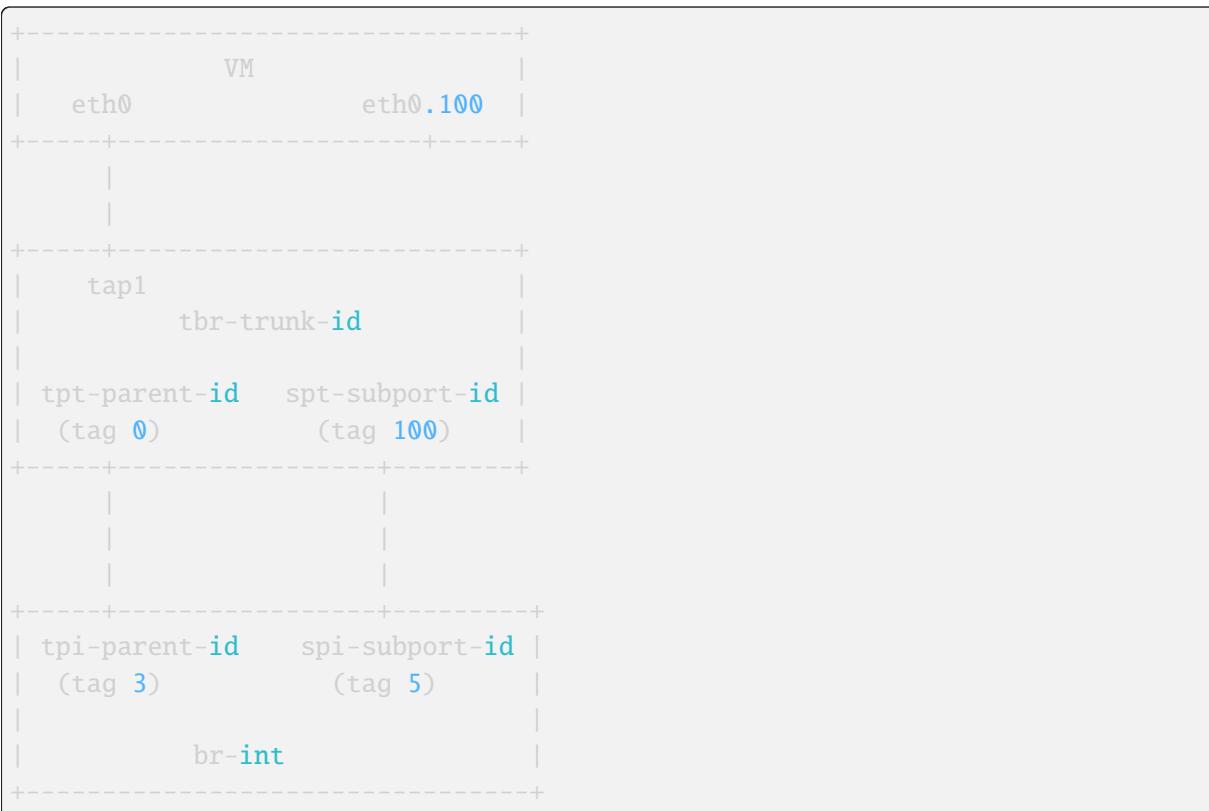 +--------------------------------+
|             VM                 |
|   eth0               eth0.100  |
+-----+--------------------+-----+
      |
      |
+-----+--------------------------+
|    tap1                        |
|          tbr-trunk-id          |
|                                |
| tpt-parent-id   spt-subport-id |
|  (tag 0)          (tag 100)    |
+-----+-----------------+--------+
      |                 |
      |                 |
      |                 |
+-----+-----------------+---------+
| tpi-parent-id    spi-subport-id |
|  (tag 3)           (tag 5)      |
|                                 |
|           br-int                |
+---------------------------------+